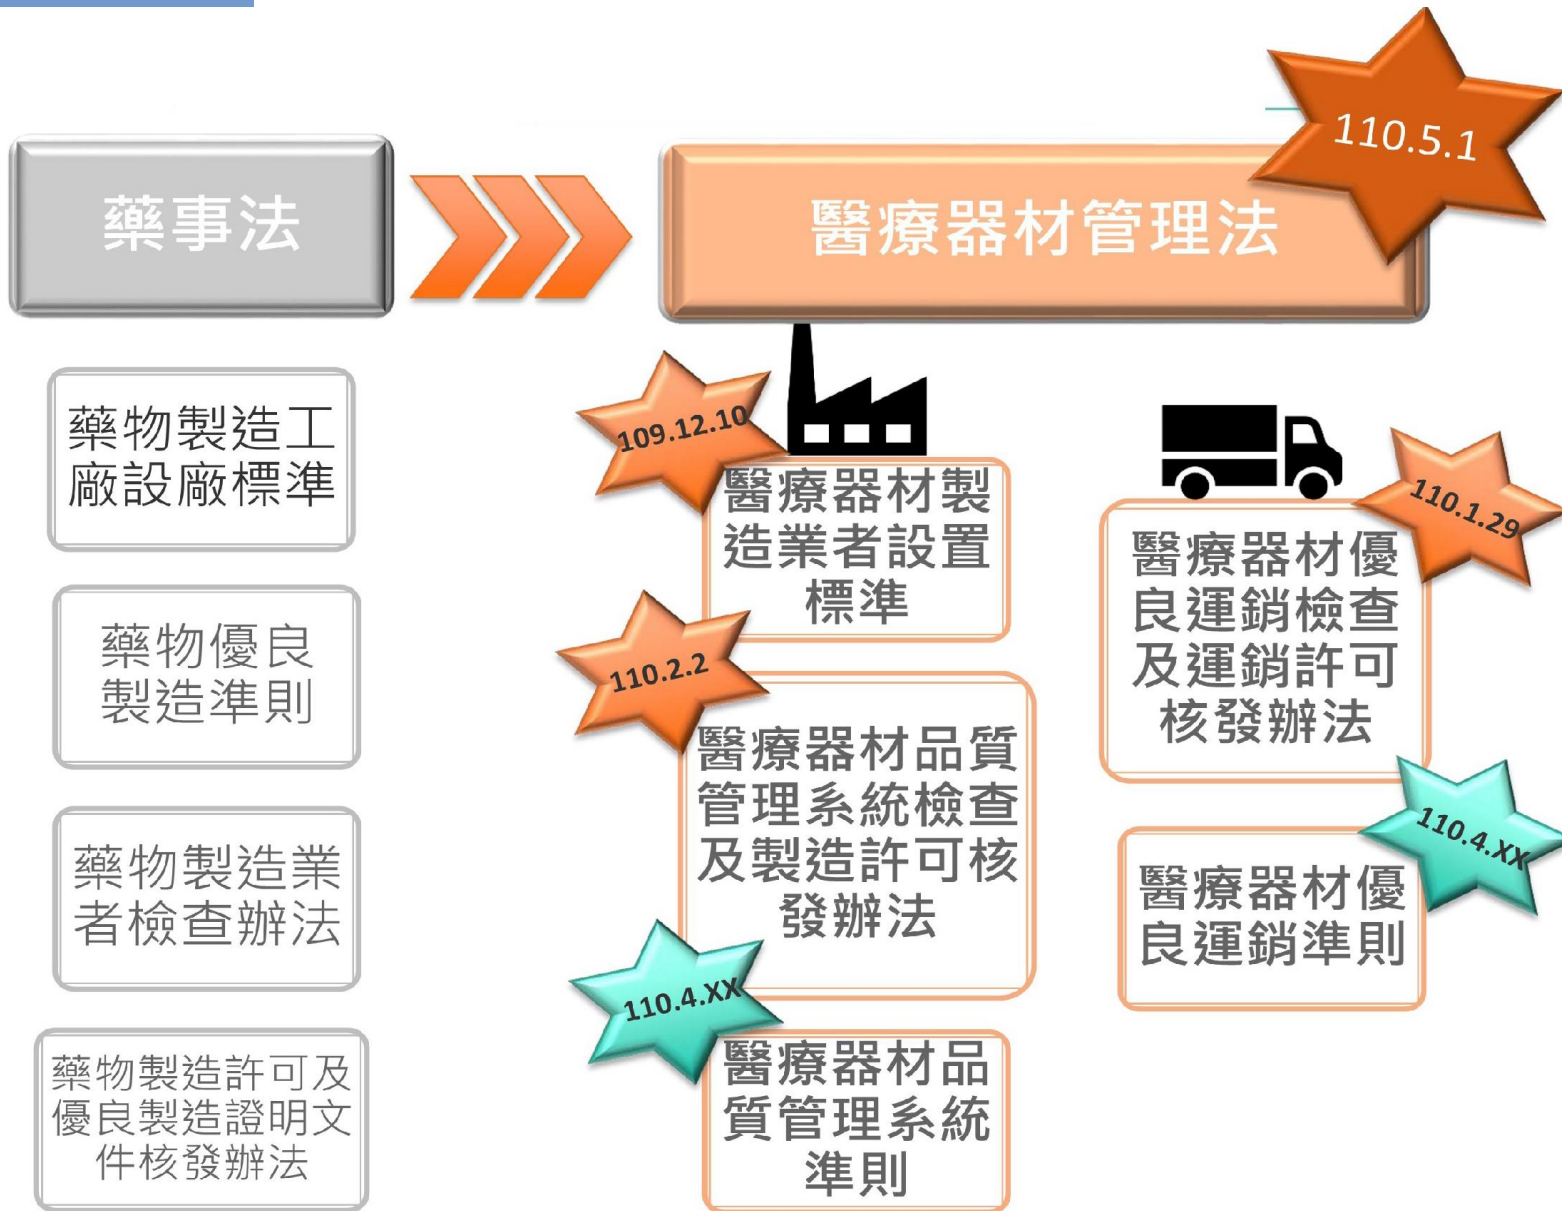 藥事法
醫療器材管理法
110.5.1
藥物製造工
廠設廠標準
藥物優良
製造準則
藥物製造業
者檢查辦法
藥物製造許可及
優良製造證明文
件核發辦法
109.12.10
醫療器材製
造業者設置
標準
110.2.2
醫療器材品質
管理系統檢查
及製造許可核
發辦法
110.4.XX
醫療器材品
質管理系統
準則
110.1.29
醫療器材優
良運銷檢查
及運銷許可
核發辦法
110.4.XX
醫療器材優
良運銷準則